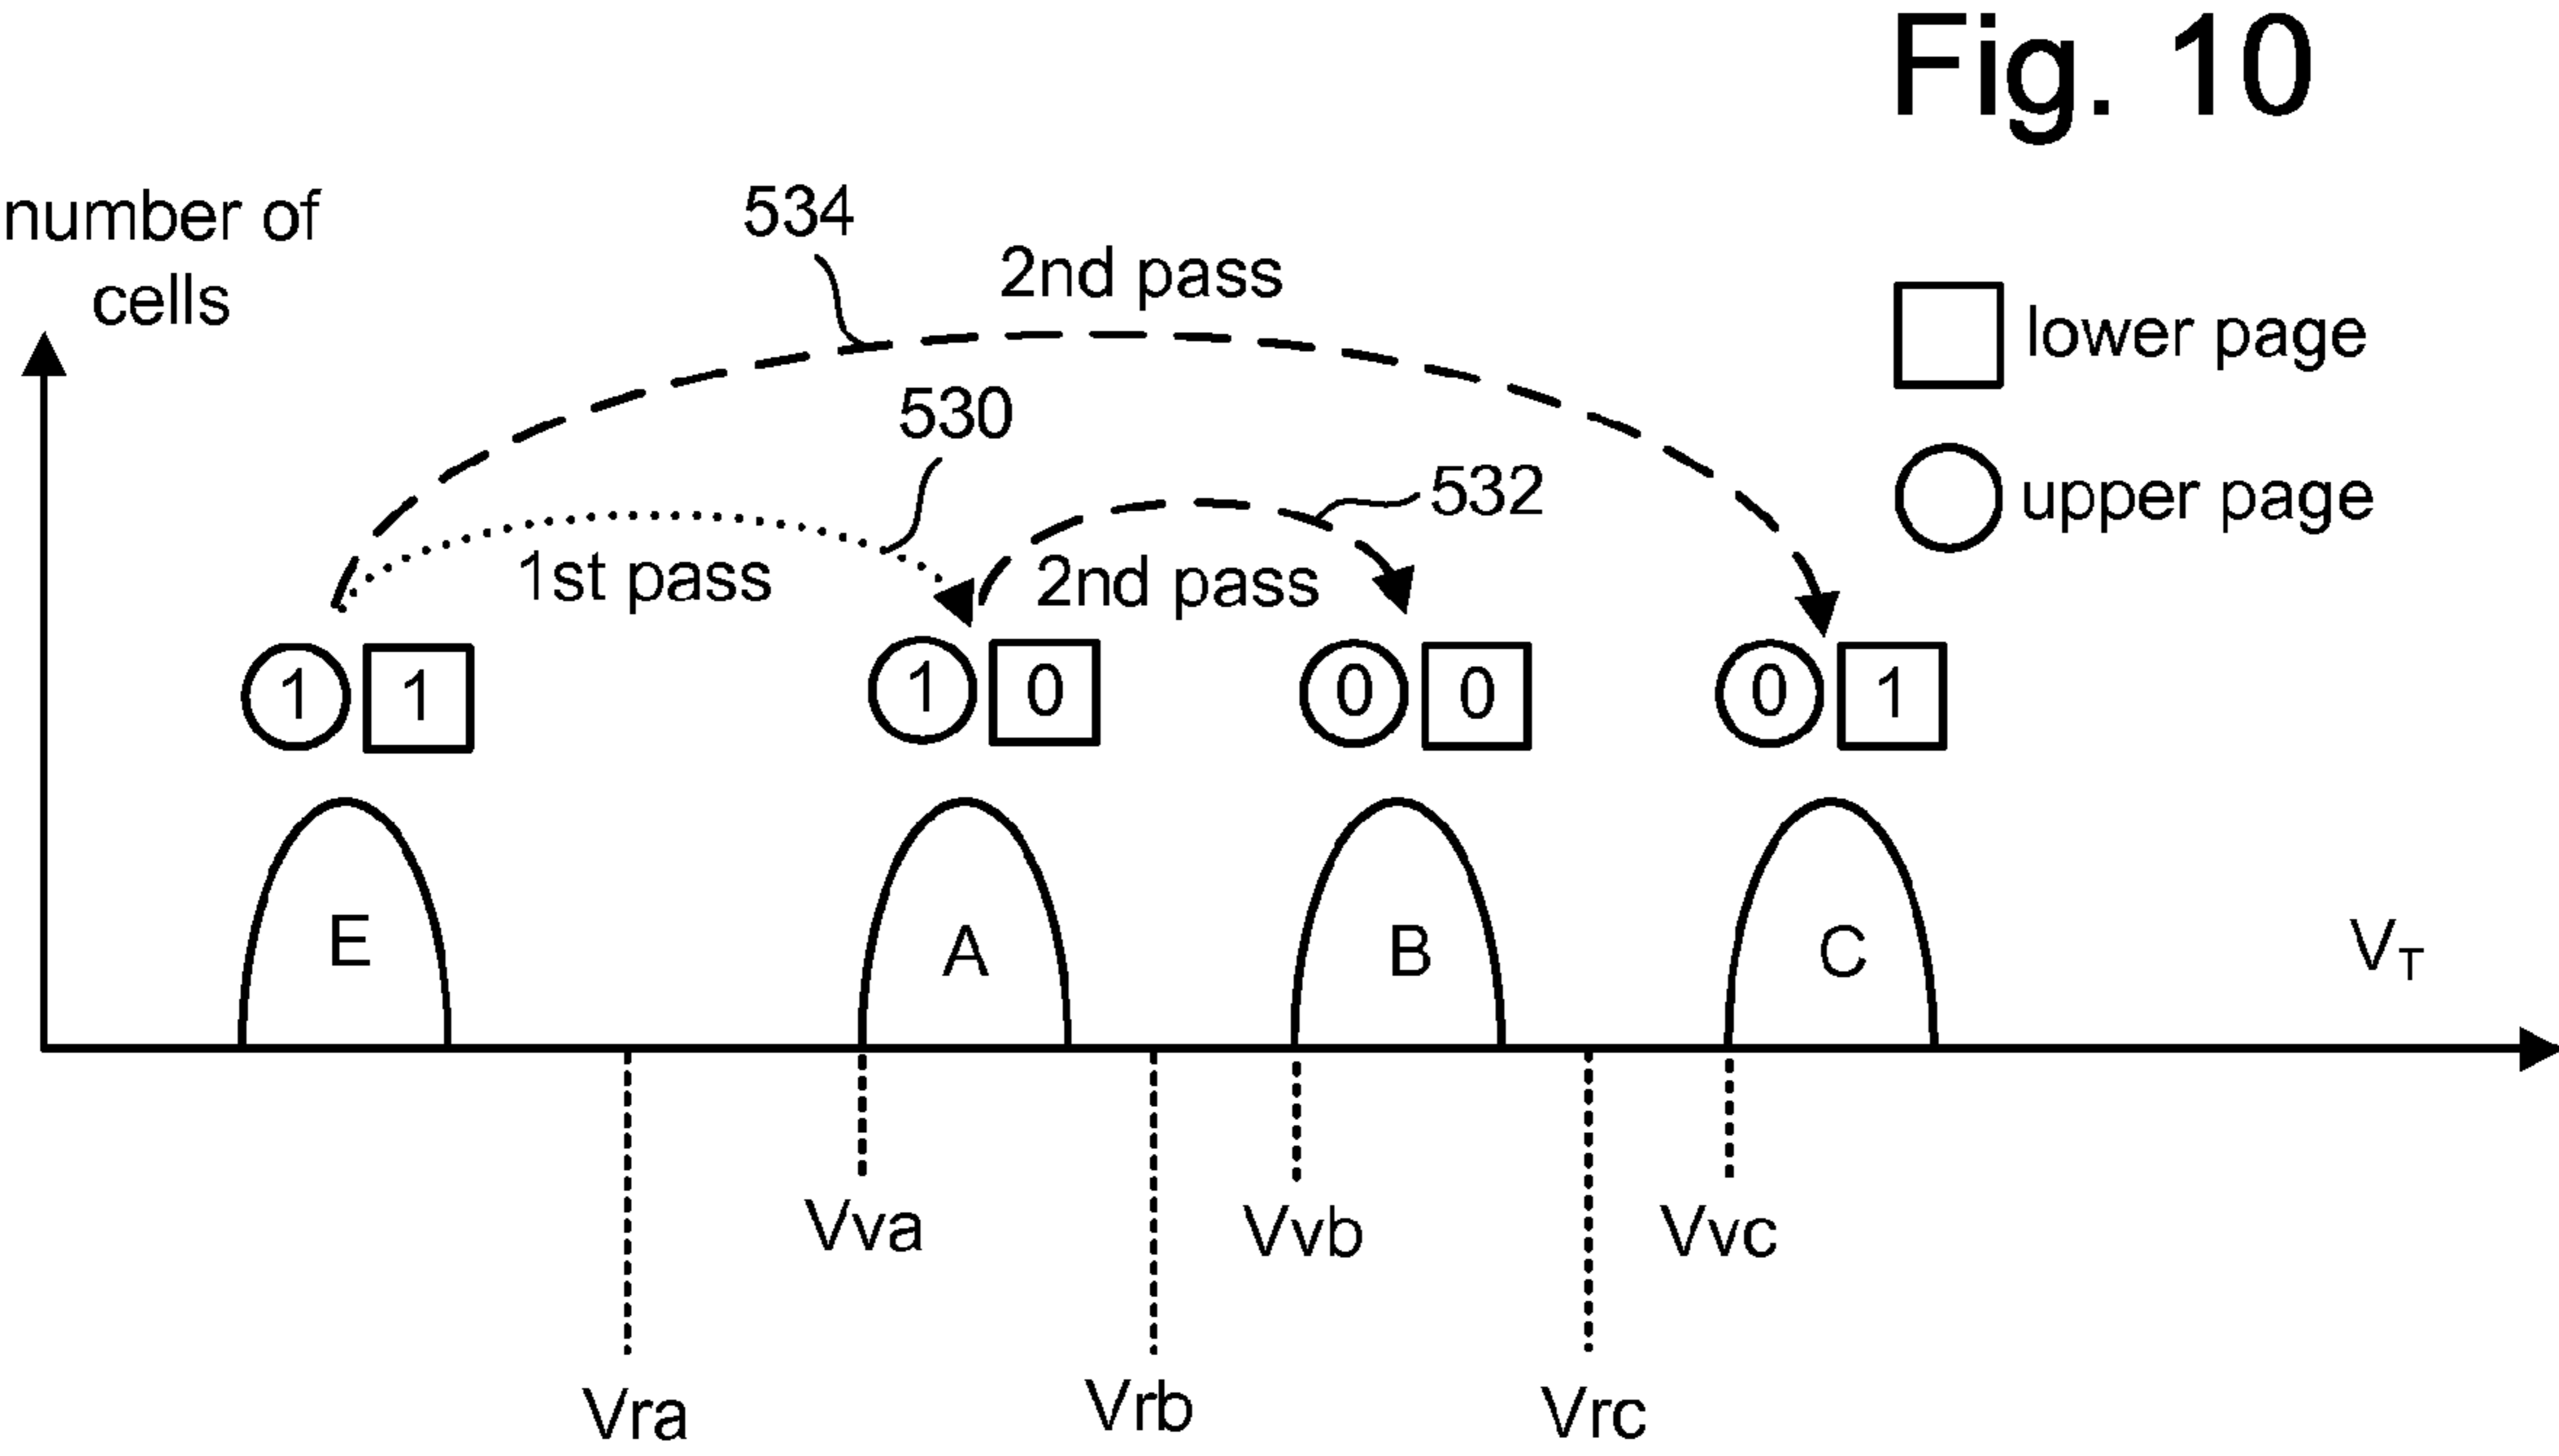 Fig. 10
number of
cells
534
2nd pass
lower page
530
532
upper page
1st pass
2nd pass
1 1
1 0
0 0
0 1
E
A
B
C
VT
Vva
Vvb
Vvc
Vra
Vrb
Vrc